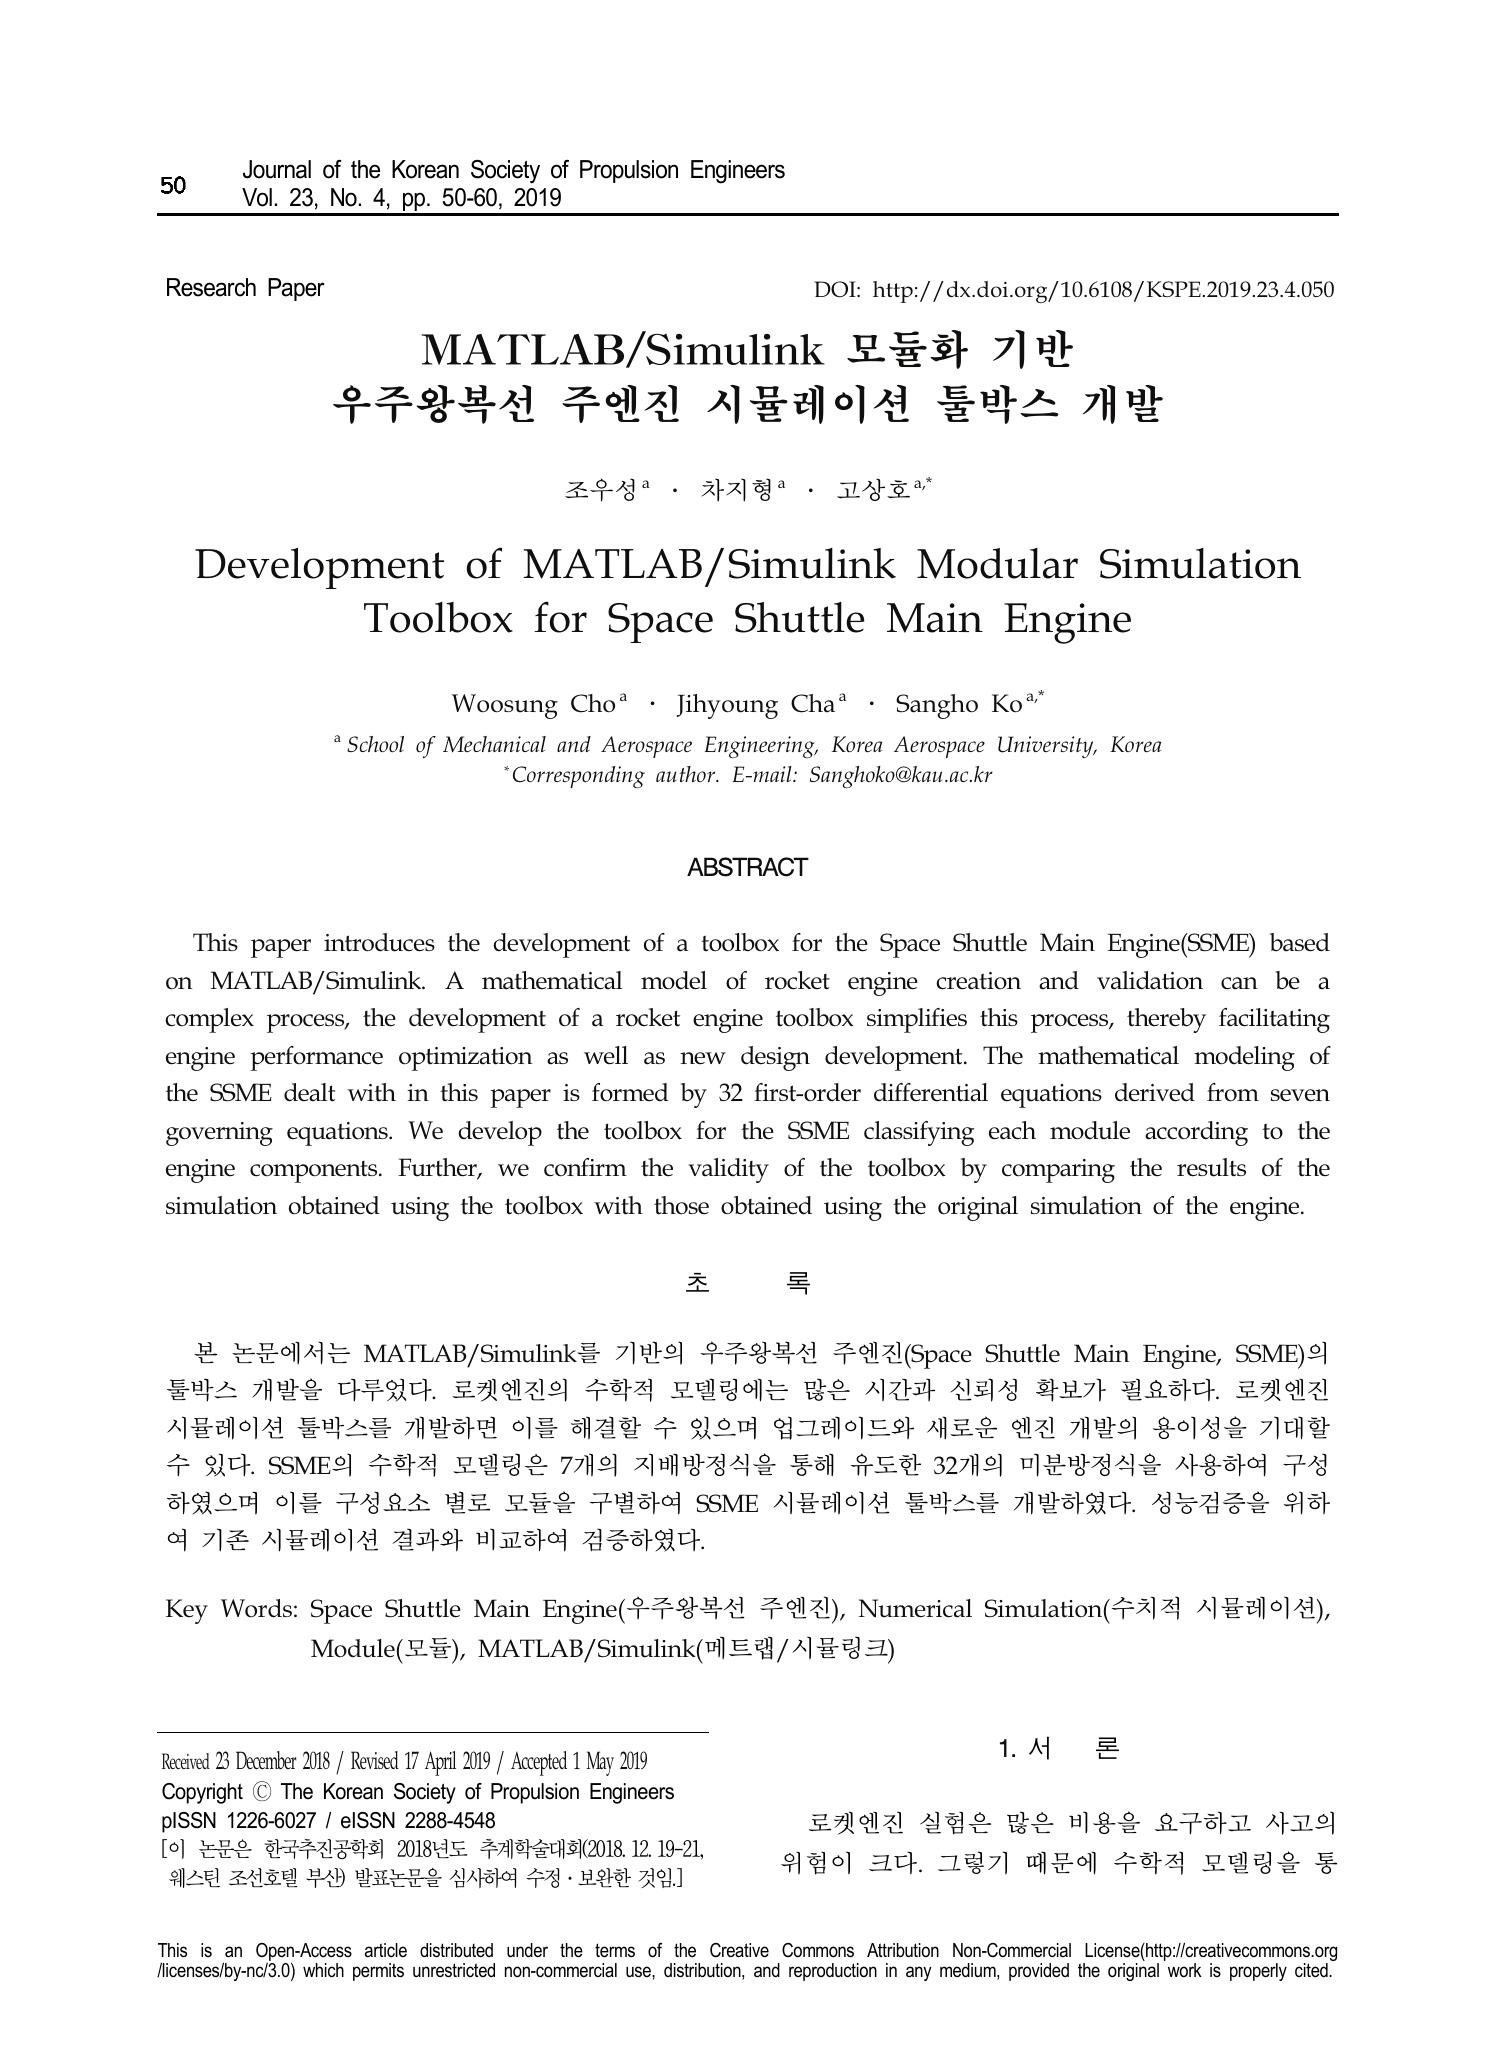 50
Journal of the Korean Society of Propulsion Engineers
Vol. 23, No. 4, pp. 50-60, 2019
Research Paper
DOI: http://dx.doi.org/10.6108/KSPE.2019.23.4.050
MATLAB/Simulink 모듈화 기반
우주왕복선 주엔진 시뮬레이션 툴박스 개발
조우성 a · 차지형 a · 고상호 a,*
Development of MATLAB/Simulink Modular Simulation
Toolbox for Space Shuttle Main Engine
Woosung Cho a · Jihyoung Cha a · Sangho Ko a,*
a School of Mechanical and Aerospace Engineering, Korea Aerospace University, Korea
* Corresponding author. E-mail: Sanghoko@kau.ac.kr
ABSTRACT
This paper introduces the development of a toolbox for the Space Shuttle Main Engine(SSME) based
on MATLAB/Simulink. A mathematical model of rocket engine creation and validation can be a
complex process, the development of a rocket engine toolbox simplifies this process, thereby facilitating
engine performance optimization as well as new design development. The mathematical modeling of
the SSME dealt with in this paper is formed by 32 first-order differential equations derived from seven
governing equations. We develop the toolbox for the SSME classifying each module according to the
engine components. Further, we confirm the validity of the toolbox by comparing the results of the
simulation obtained using the toolbox with those obtained using the original simulation of the engine.
초 록
본 논문에서는 MATLAB/Simulink를 기반의 우주왕복선 주엔진(Space Shuttle Main Engine, SSME)의
툴박스 개발을 다루었다. 로켓엔진의 수학적 모델링에는 많은 시간과 신뢰성 확보가 필요하다. 로켓엔진
시뮬레이션 툴박스를 개발하면 이를 해결할 수 있으며 업그레이드와 새로운 엔진 개발의 용이성을 기대할
수 있다. SSME의 수학적 모델링은 7개의 지배방정식을 통해 유도한 32개의 미분방정식을 사용하여 구성
하였으며 이를 구성요소 별로 모듈을 구별하여 SSME 시뮬레이션 툴박스를 개발하였다. 성능검증을 위하
여 기존 시뮬레이션 결과와 비교하여 검증하였다.
Key Words: Space Shuttle Main Engine(우주왕복선 주엔진), Numerical Simulation(수치적 시뮬레이션),
Module(모듈), MATLAB/Simulink(메트랩/시뮬링크)
Received 23 December 2018 / Revised 17 April 2019 / Accepted 1 May 2019
Copyright Ⓒ The Korean Society of Propulsion Engineers
pISSN 1226-6027 / eISSN 2288-4548
[이 논문은 한국추진공학회 2018년도 추계학술대회(2018. 12. 19-21,
웨스틴 조선호텔 부산) 발표논문을 심사하여 수정·보완한 것임.]
1. 서 론
로켓엔진 실험은 많은 비용을 요구하고 사고의
위험이 크다. 그렇기 때문에 수학적 모델링을 통
This is an Open-Access article distributed under the terms of the Creative Commons Attribution Non-Commercial License(http://creativecommons.org
/licenses/by-nc/3.0) which permits unrestricted non-commercial use, distribution, and reproduction in any medium, provided the original work is properly cited.